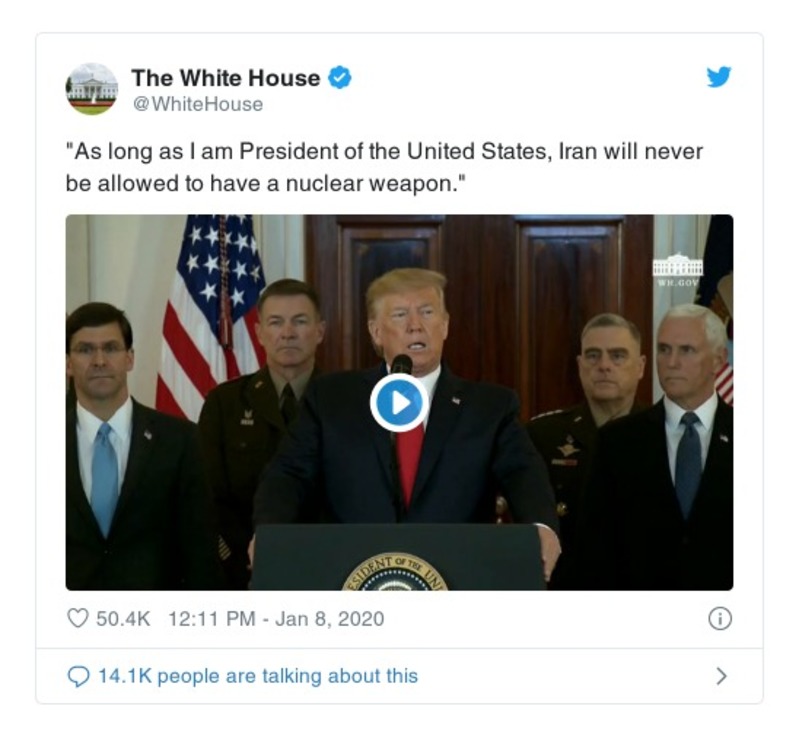 The White House
@WhiteHouse
"As long as I am President of the United States, Iran will never
be allowed to have a nuclear weapon."
WH.GOV
SIDENT OF THE UNI
50.4K 12:11 PM - Jan 8, 2020
14.1K people are talking about this